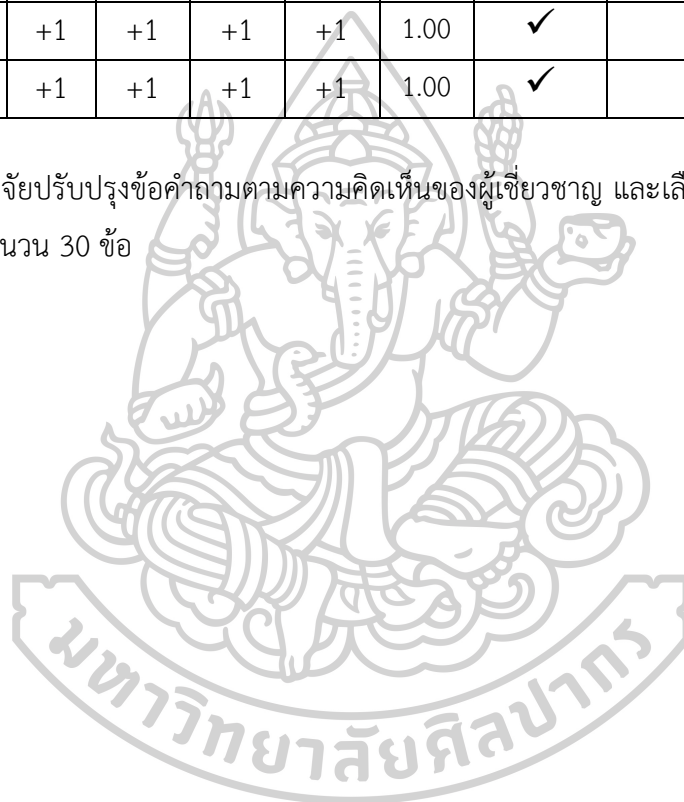 +1 +1 +1 +1 1.00 ✓
+1 +1 +1 +1 1.00 ✓
จัยปรับปรุงข้อคำถามตามความคิดเห็นของผู้เชี่ยวชาญ และเลื
นวน 30 ข้อ
มหาวิทยาลัยศิลปากร